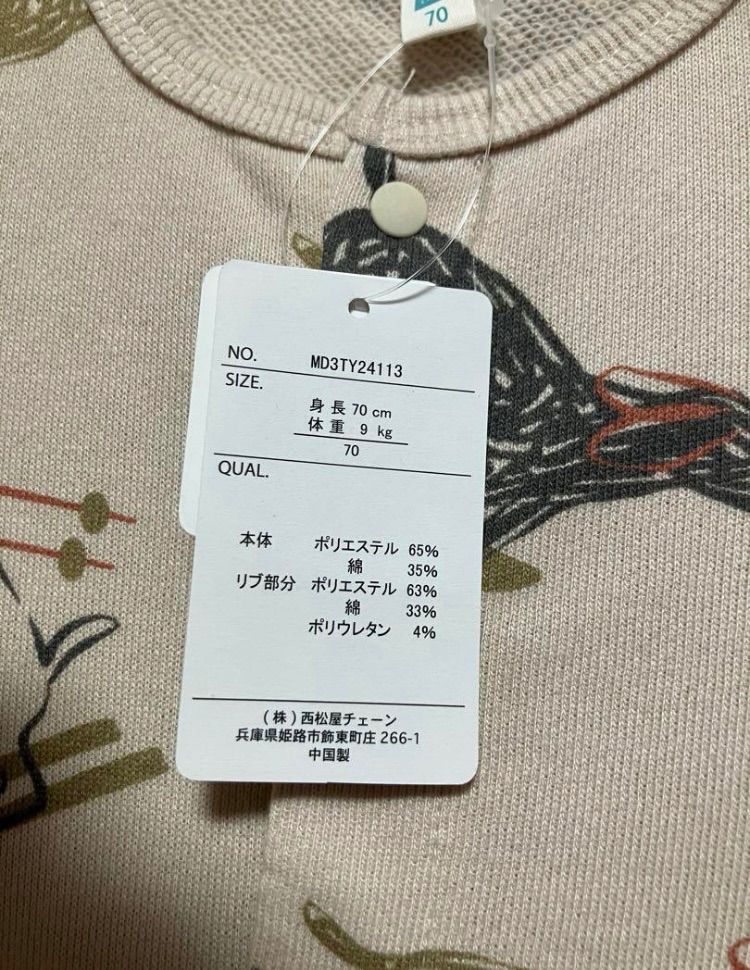 70
NO. MD3TY24113
SIZE.
身長 70 cm
体重 9 kg
70
QUAL.
本体 ポリエステル 65%
綿 35%
リブ部分 ポリエステル 63%
綿 33%
ポリウレタン 4%
(株)西松屋チェーン
兵庫県姫路市飾東町庄 266-1
中国製